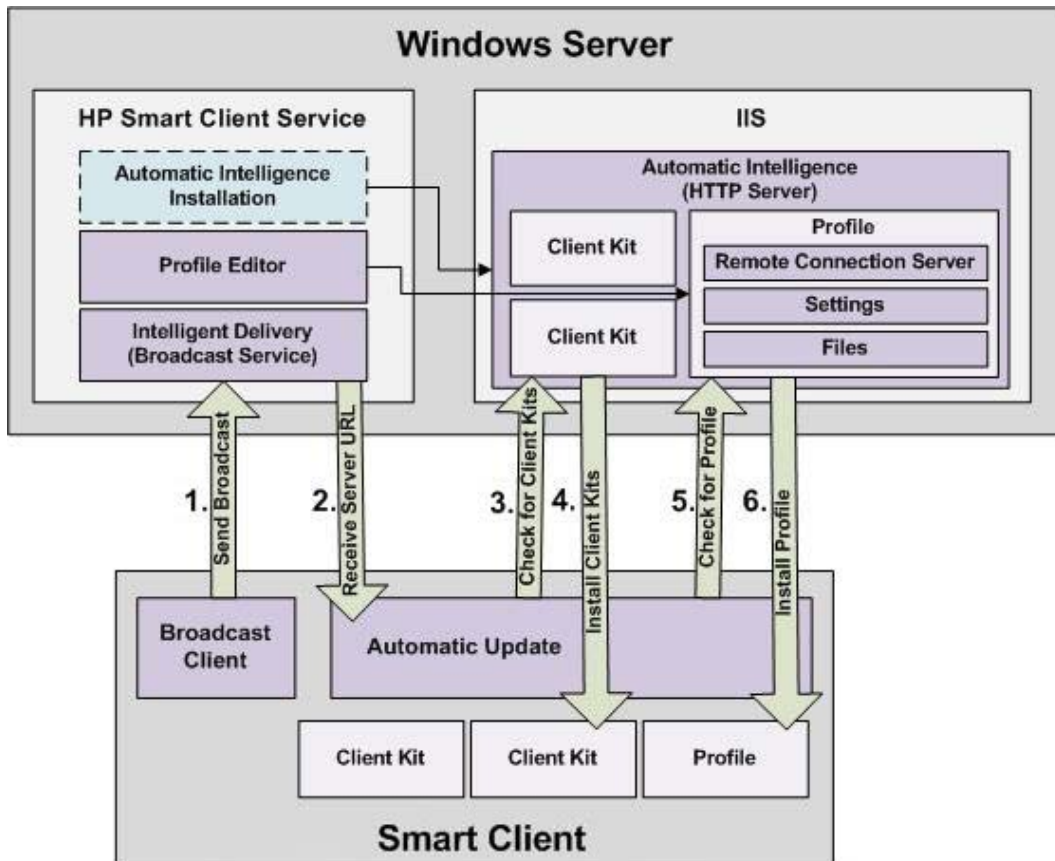 Windows Server
HP Smart Client Service
Automatic Intelligence
Installation
Profile Editor
Intelligent Delivery
(Broadcast Service)
IIS
Automatic Intelligence
(HTTP Server)
Client Kit
Client Kit
Profile
Remote Connection Server
Settings
Files
1.
Send Broadcast
2.
Receive Server URL
3.
Check for Client Kits
4.
Install Client Kits
5.
Check for Profile
6.
Install Profile
Broadcast
Client
Automatic Update
Client Kit
Client Kit
Profile
Smart Client